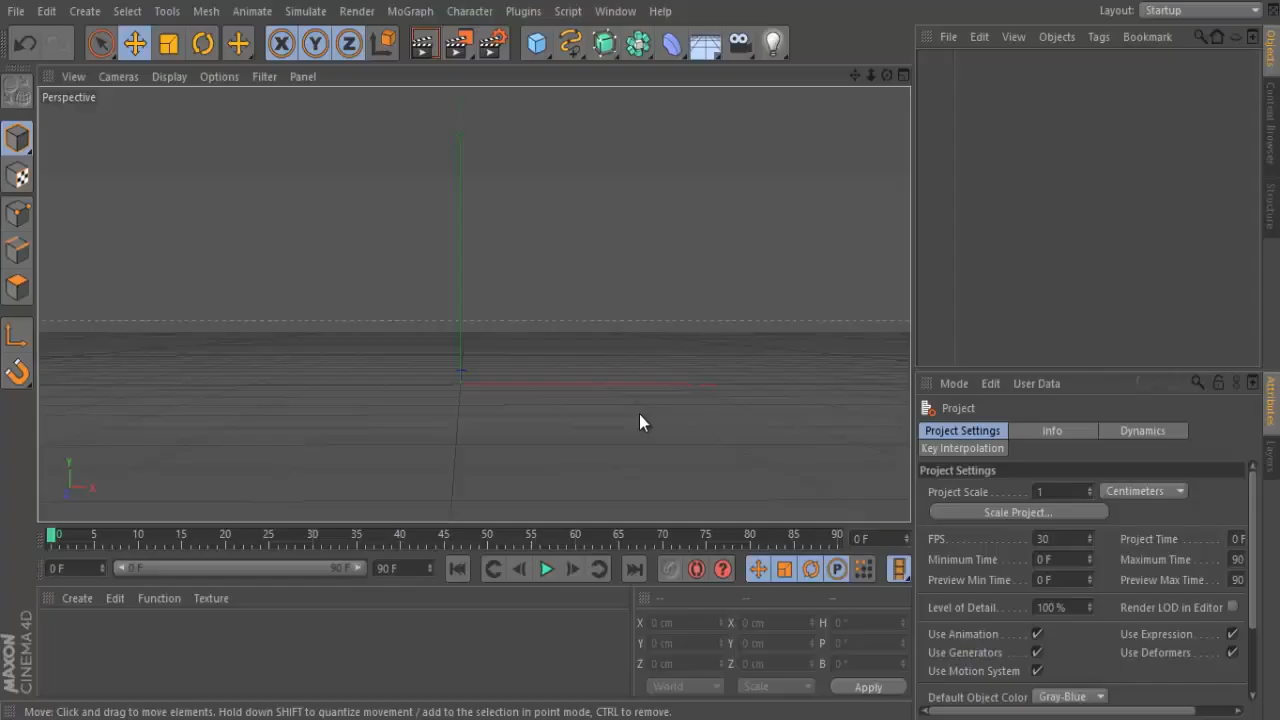 File Edit Create Select Tools Mesh Animate Simulate Render MoGraph Character Plugins Script Window Help Layout: Startup
File Edit View Objects Tags Bookmark
View Cameras Display Options Filter Panel
Perspective
Objects
Content Browser
Structure
Y
X
Mode Edit User Data
Project
Project Settings Info Dynamics
Key Interpolation
Project Settings
Project Scale 1 Centimeters
Scale Project...
FPS 30 Project Time 0 F
Minimum Time 0 F Maximum Time 90
Preview Min Time 0 F Preview Max Time 90
Level of Detail 100 % Render LOD in Editor
Use Animation Use Expression
Use Generators Use Deformers
Use Motion System
Default Object Color Gray-Blue
Attributes
Layers
0 5 10 15 20 25 30 35 40 45 50 55 60 65 70 75 80 85 90 0 F
0 F 0 F 90 F 90 F
Create Edit Function Texture
-- -- --
X 0 cm X 0 cm H 0 °
Y 0 cm Y 0 cm P 0 °
Z 0 cm Z 0 cm B 0 °
World Scale Apply
MAXON
CINEMA 4D
Move: Click and drag to move elements. Hold down SHIFT to quantize movement / add to the selection in point mode, CTRL to remove.